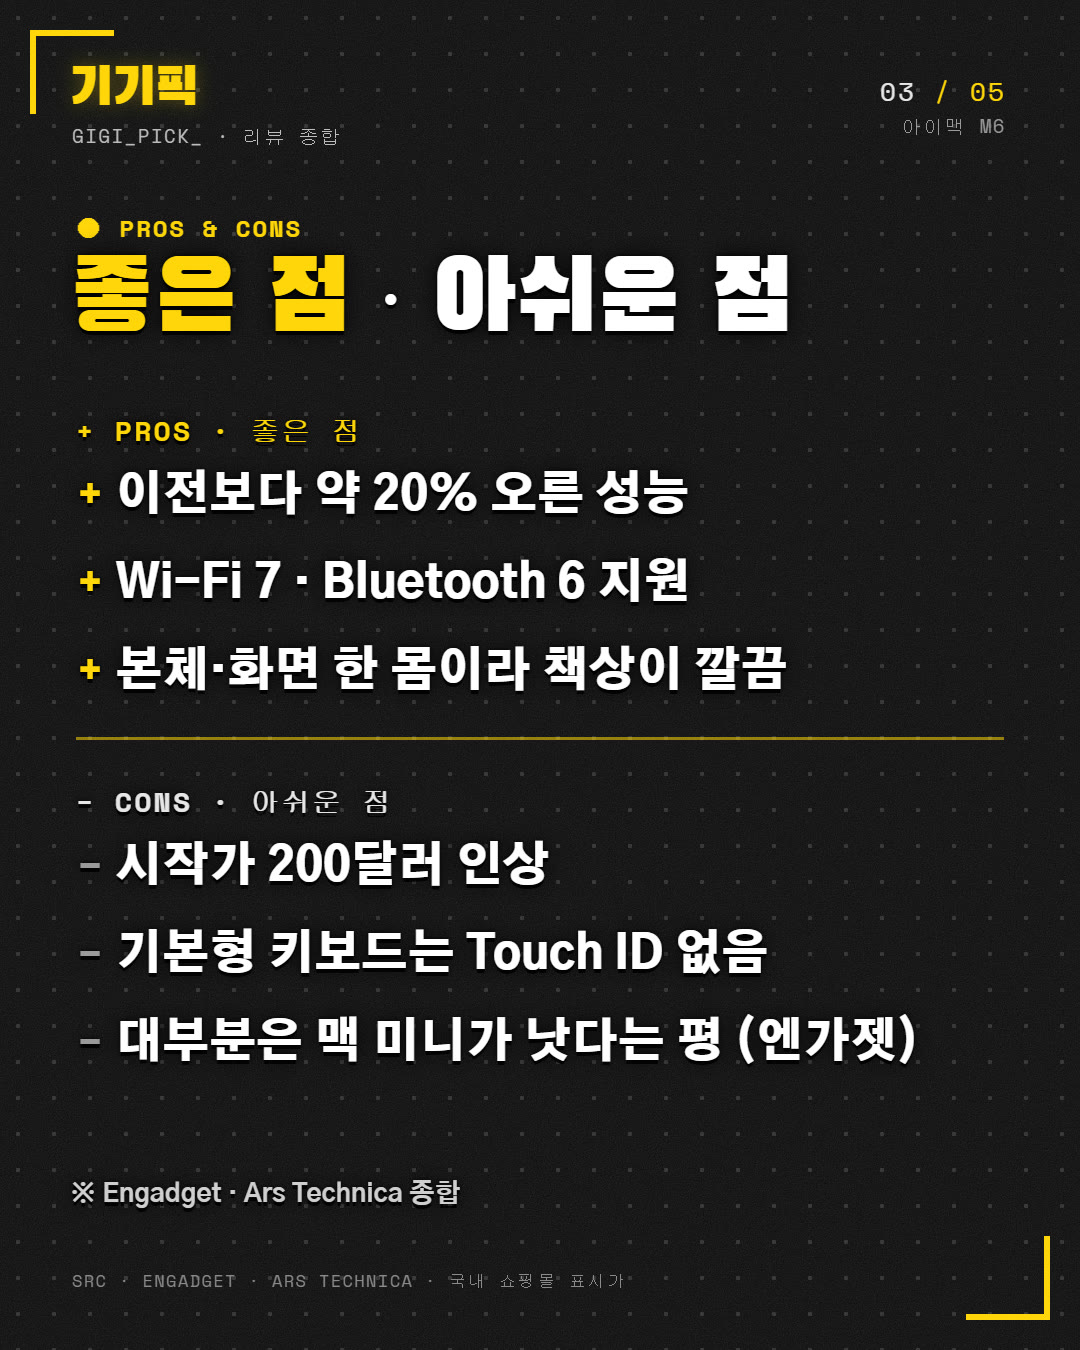 기기픽
GIGI_PICK_ · 리뷰 종합
03 / 05
아이맥 M6
PROS & CONS
좋은 점 · 아쉬운 점
+ PROS · 좋은 점
+ 이전보다 약 20% 오른 성능
+ Wi-Fi 7 · Bluetooth 6 지원
+ 본체·화면 한 몸이라 책상이 깔끔
- CONS · 아쉬운 점
- 시작가 200달러 인상
- 기본형 키보드는 Touch ID 없음
- 대부분은 맥 미니가 낫다는 평 (엔가젯)
※ Engadget · Ars Technica 종합
SRC · ENGADGET · ARS TECHNICA · 국내 쇼핑몰 표시가